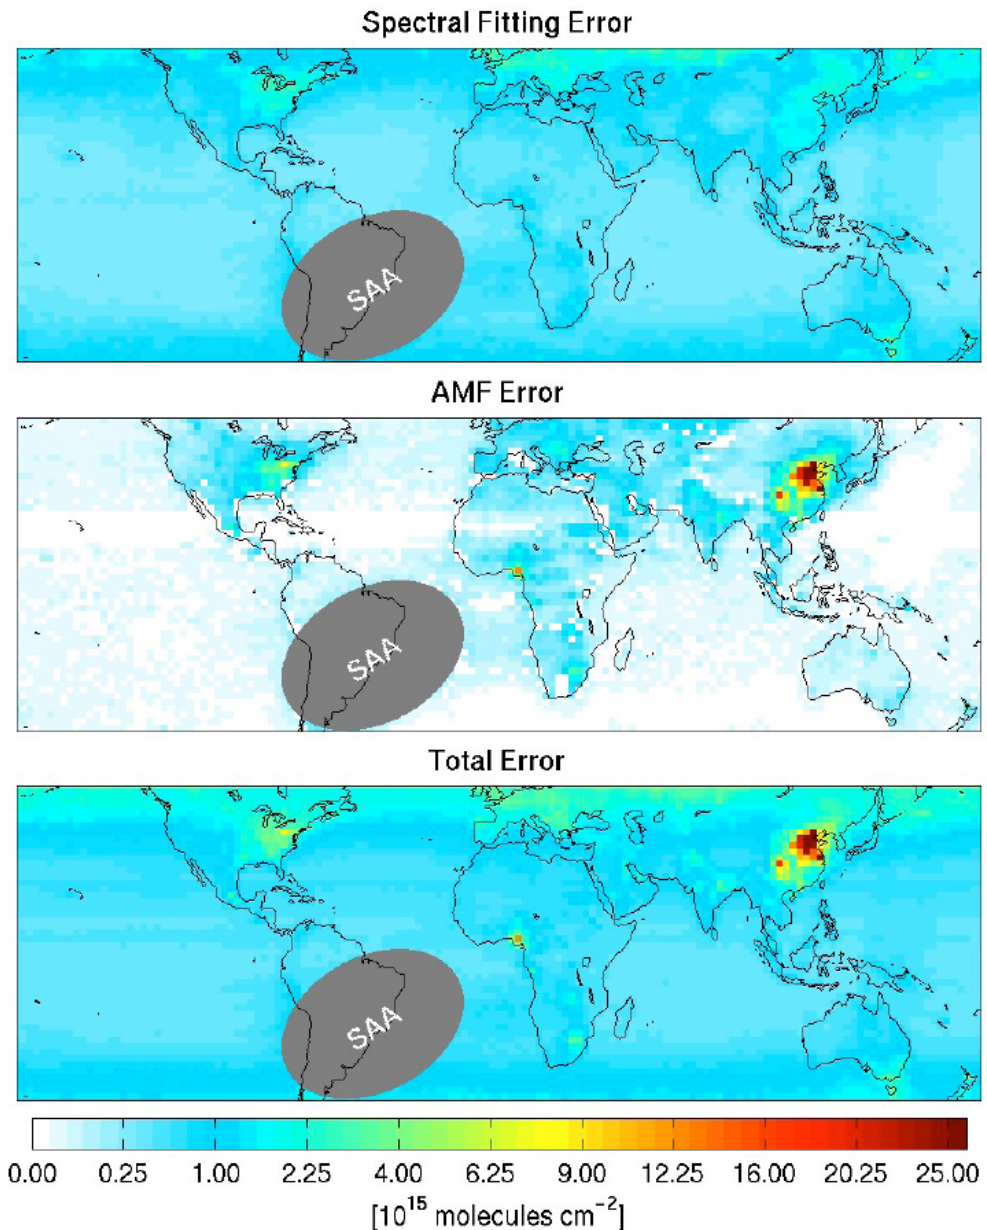 Spectral Fitting Error
SAA
AMF Error
SAA
Total Error
SAA
0.00 0.25 1.00 2.25 4.00 6.25 9.00 12.25 16.00 20.25 25.00
[10¹⁵ molecules cm⁻²]